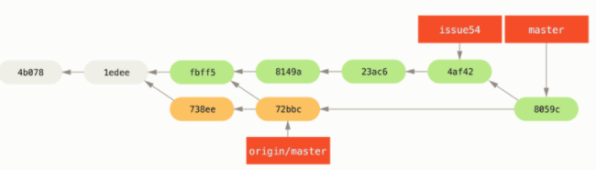 issue54 master
4b078 1edee fbff5 8149a 23ac6 4af42
738ee 72bbc 8059c
origin/master